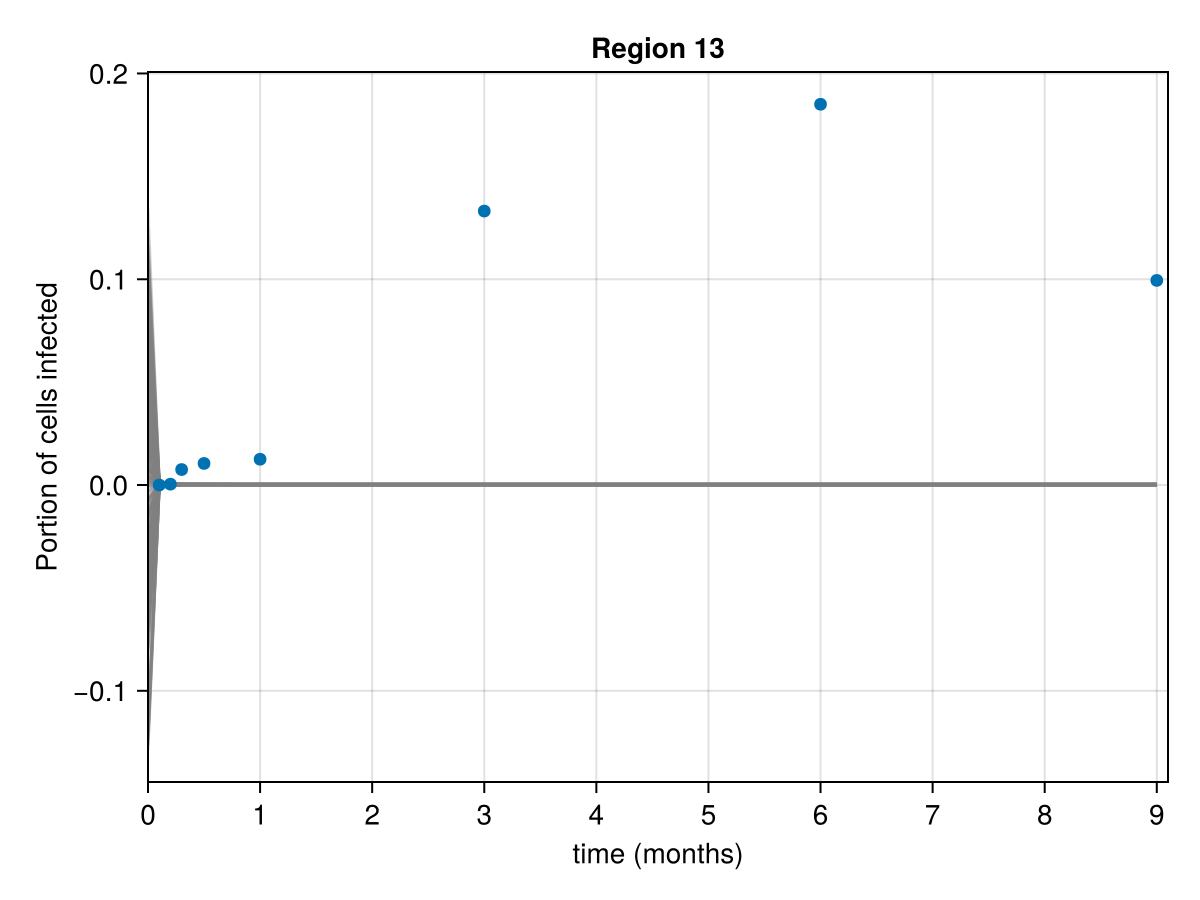 Region 13
0.2
0.1
0.0
−0.1
Portion of cells infected
0 1 2 3 4 5 6 7 8 9
time (months)